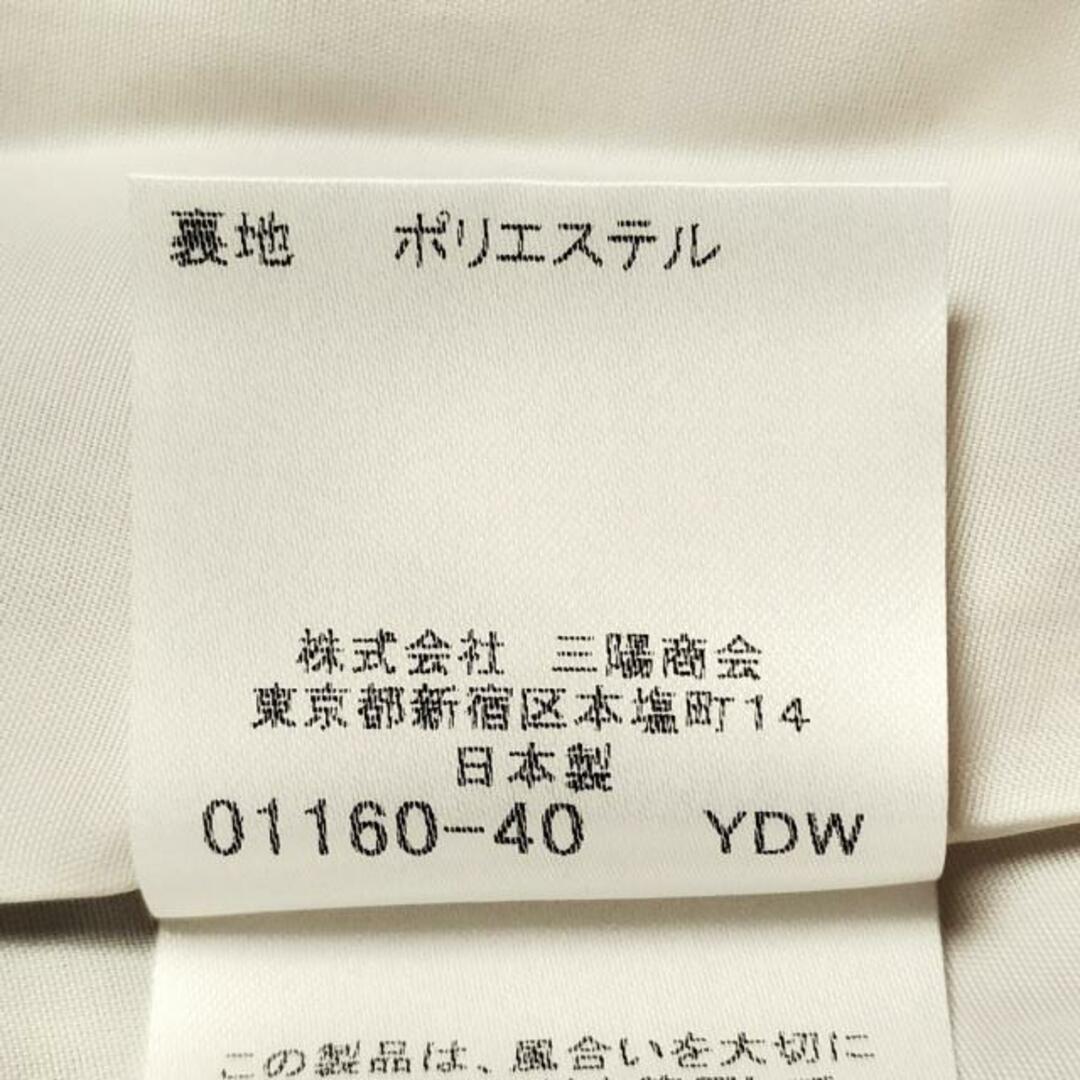 裏地 ポリエステル
株式会社 三陽商会
東京都新宿区本塩町14
日本製
01160-40 YDW
この製品は、風合いを大切に